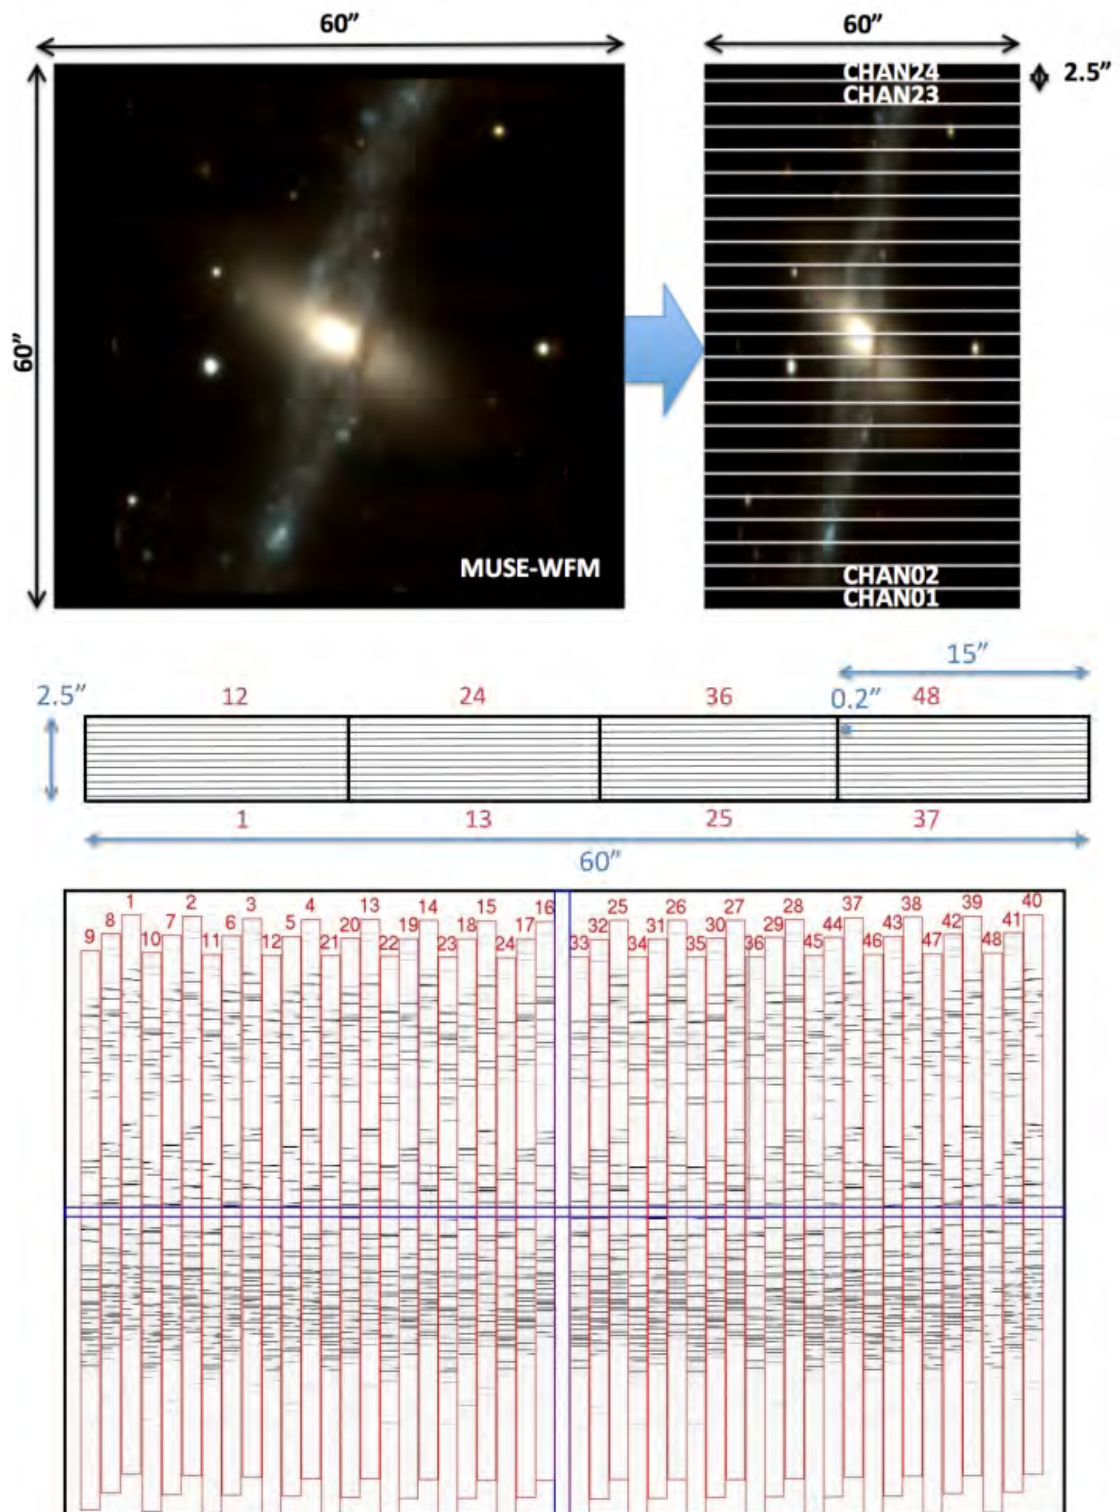 60” 60”
CHAN24 2.5”
CHAN23
60”
MUSE-WFM
CHAN02
CHAN01
15”
2.5” 12 24 36 0.2” 48
1 13 25 37
60”
1 2 3 4 13 14 15 16 25 26 27 28 37 38 39 40
8 7 6 5 20 19 18 17 32 31 30 29 44 43 42 41
9 10 11 12 21 22 23 24 33 34 35 36 45 46 47 48